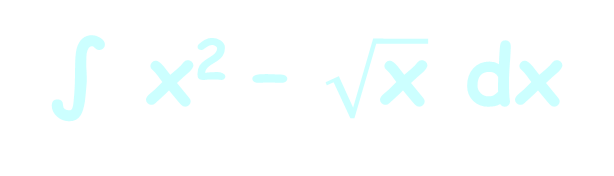 ∫ x² - √x dx